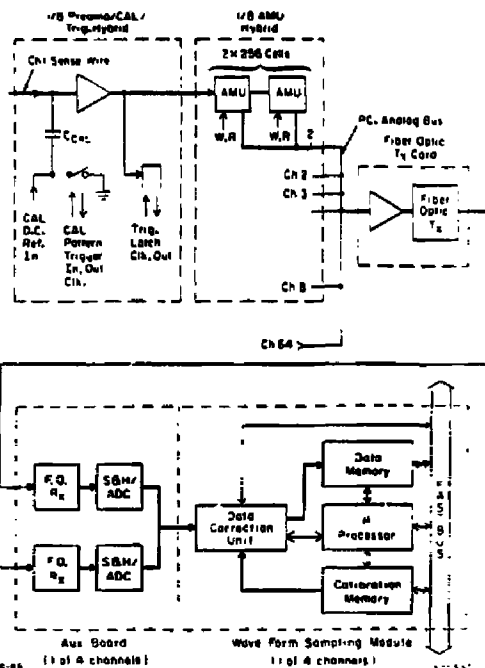 1/8 Preamp/CAL/
Trig. Hybrid
1/8 AMU
Hybrid
Ch1 Sense Wire
2 × 256 Cells
AMU
AMU
W,R
W,R
2
P.C. Analog Bus
Fiber Optic
Tx Card
CCAL
Ch 2
Ch 3
Fiber
Optic
Tx
CAL
D.C.
Ref.
In
CAL
Pattern
Trigger
In, Out
Clk.
Trig.
Latch
Clk, Out
Ch 8
Ch 64
F.O.
Rx
S&H/
ADC
F.O.
Rx
S&H/
ADC
Data
Correction
Unit
Data
Memory
µ
Processor
Calibration
Memory
FAST BUS
Aux Board
(1 of 4 channels)
Wave Form Sampling Module
(1 of 4 channels)